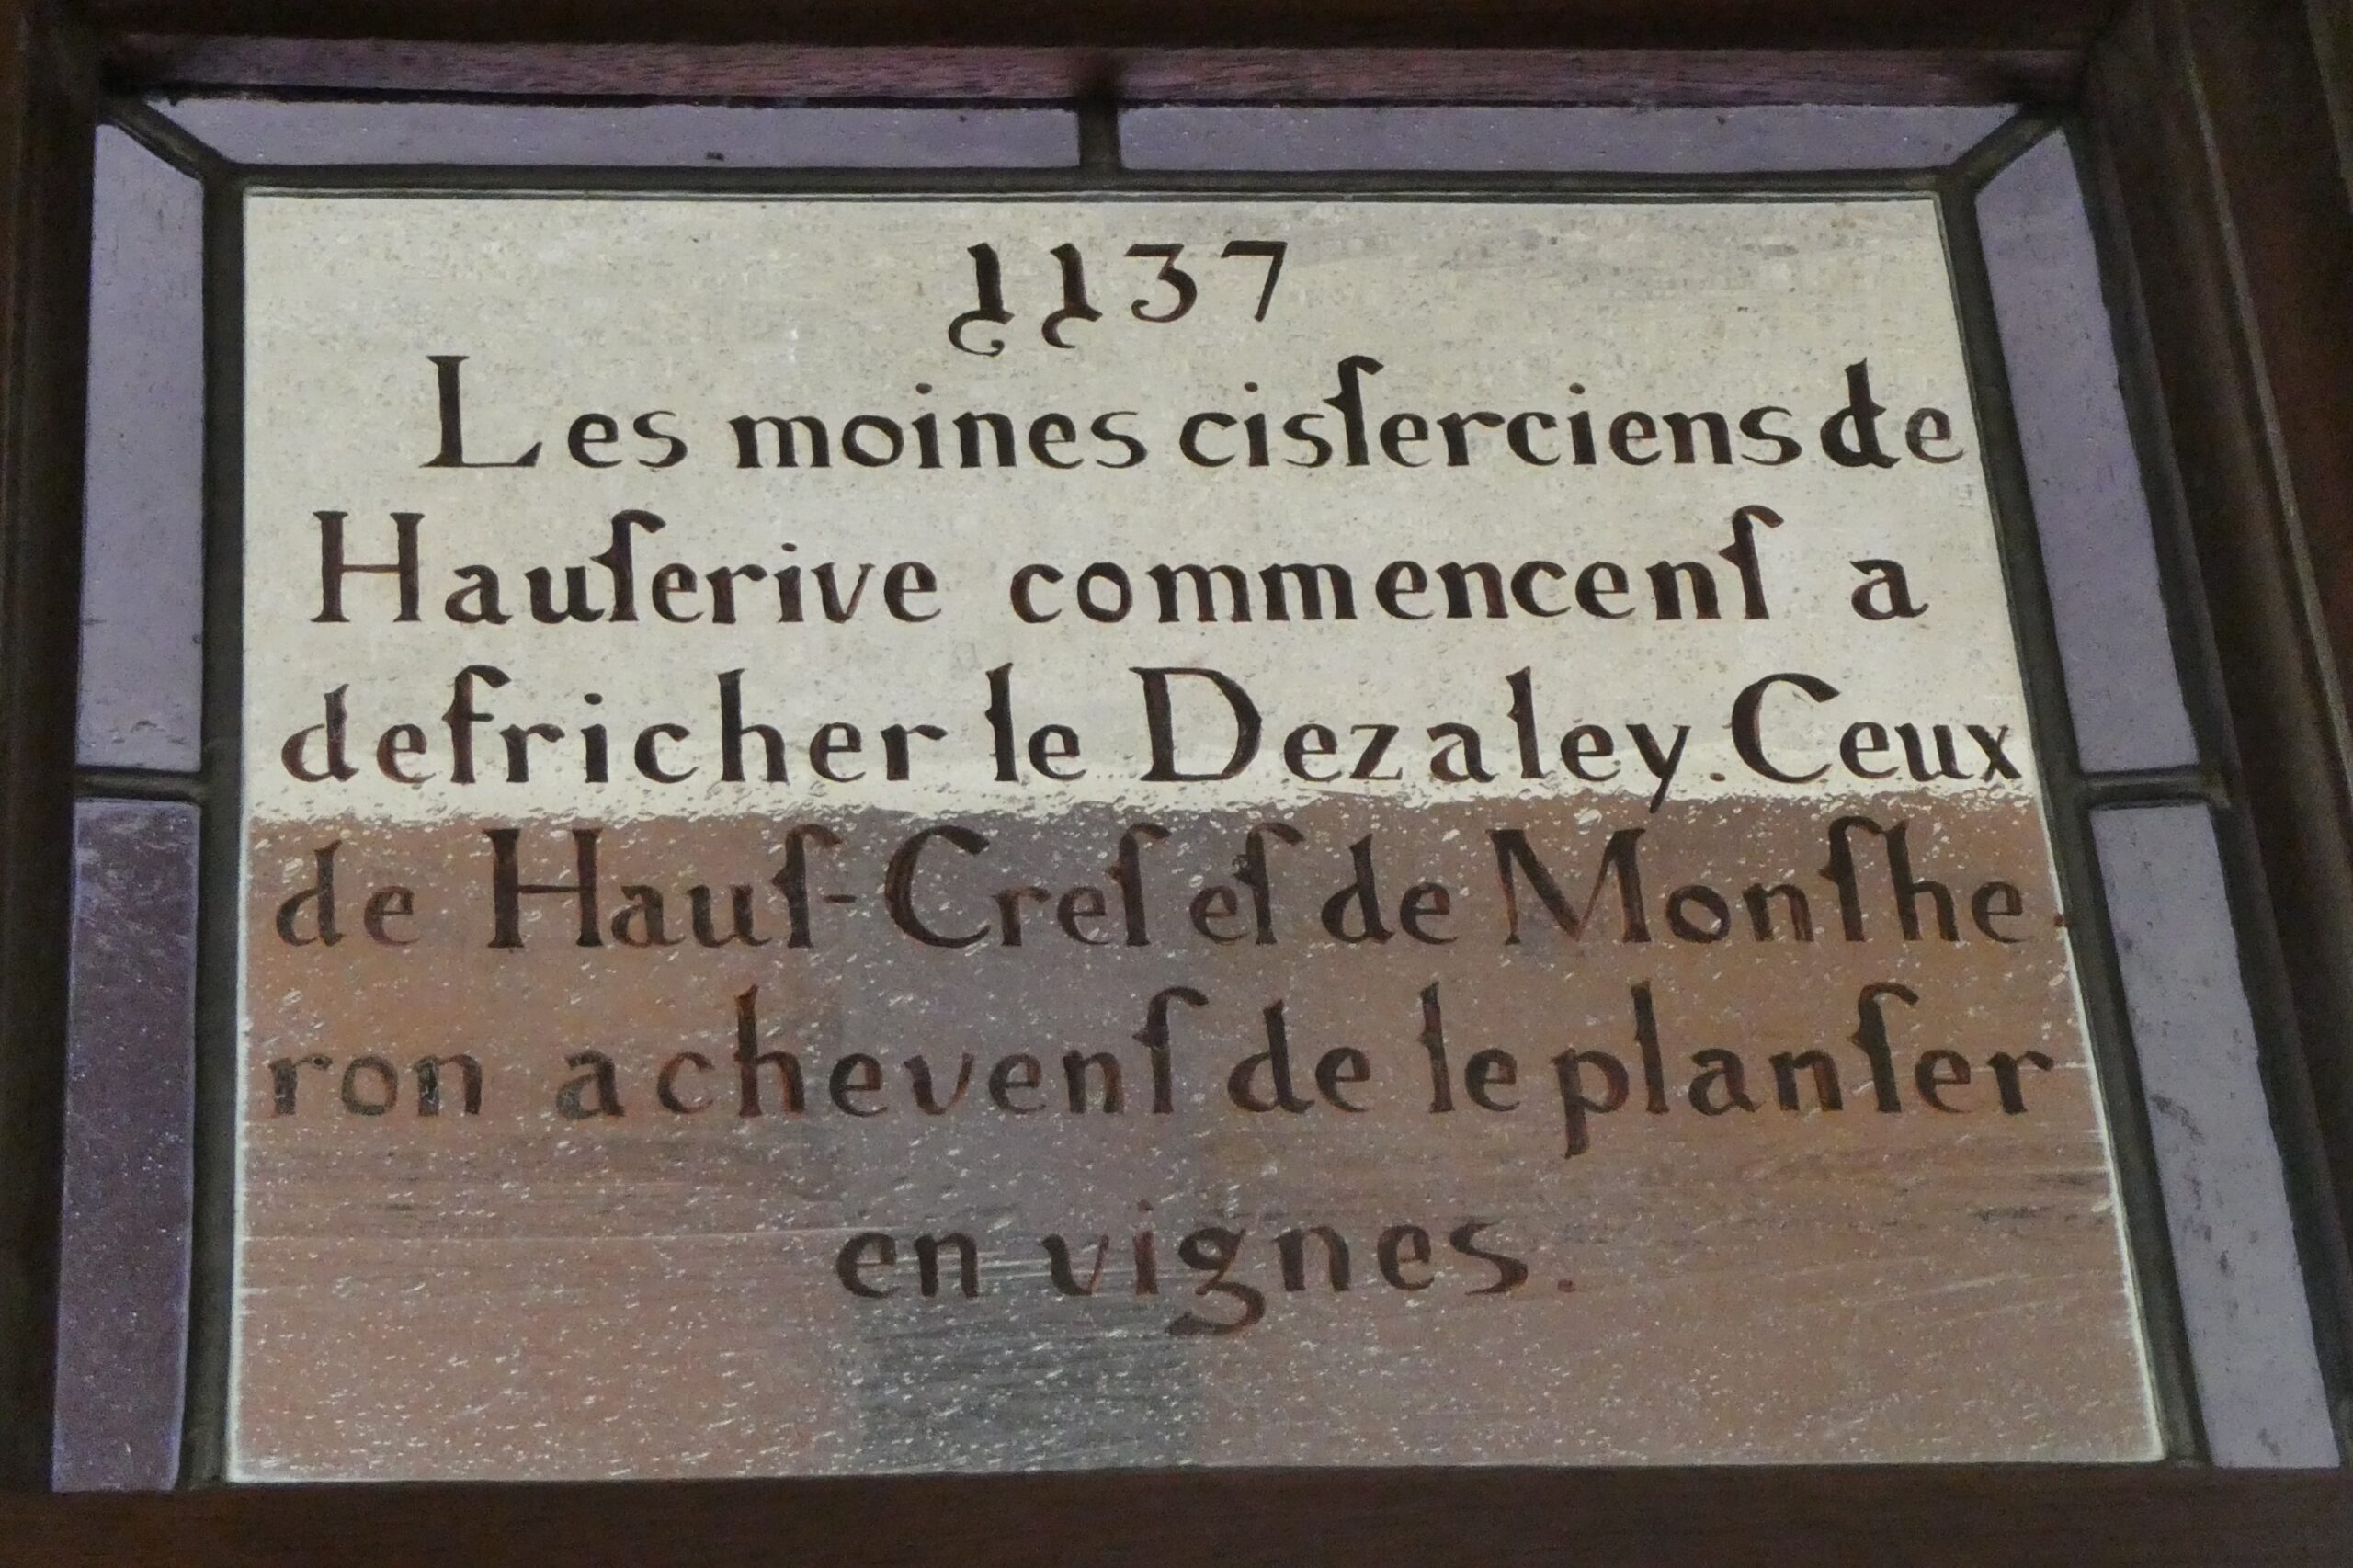 1137
Les moines cisterciens de
Hauterive commencent a
defricher le Dezaley. Ceux
de Haut-Cret et de Monthe.
ron achevent de le planter
en vignes.